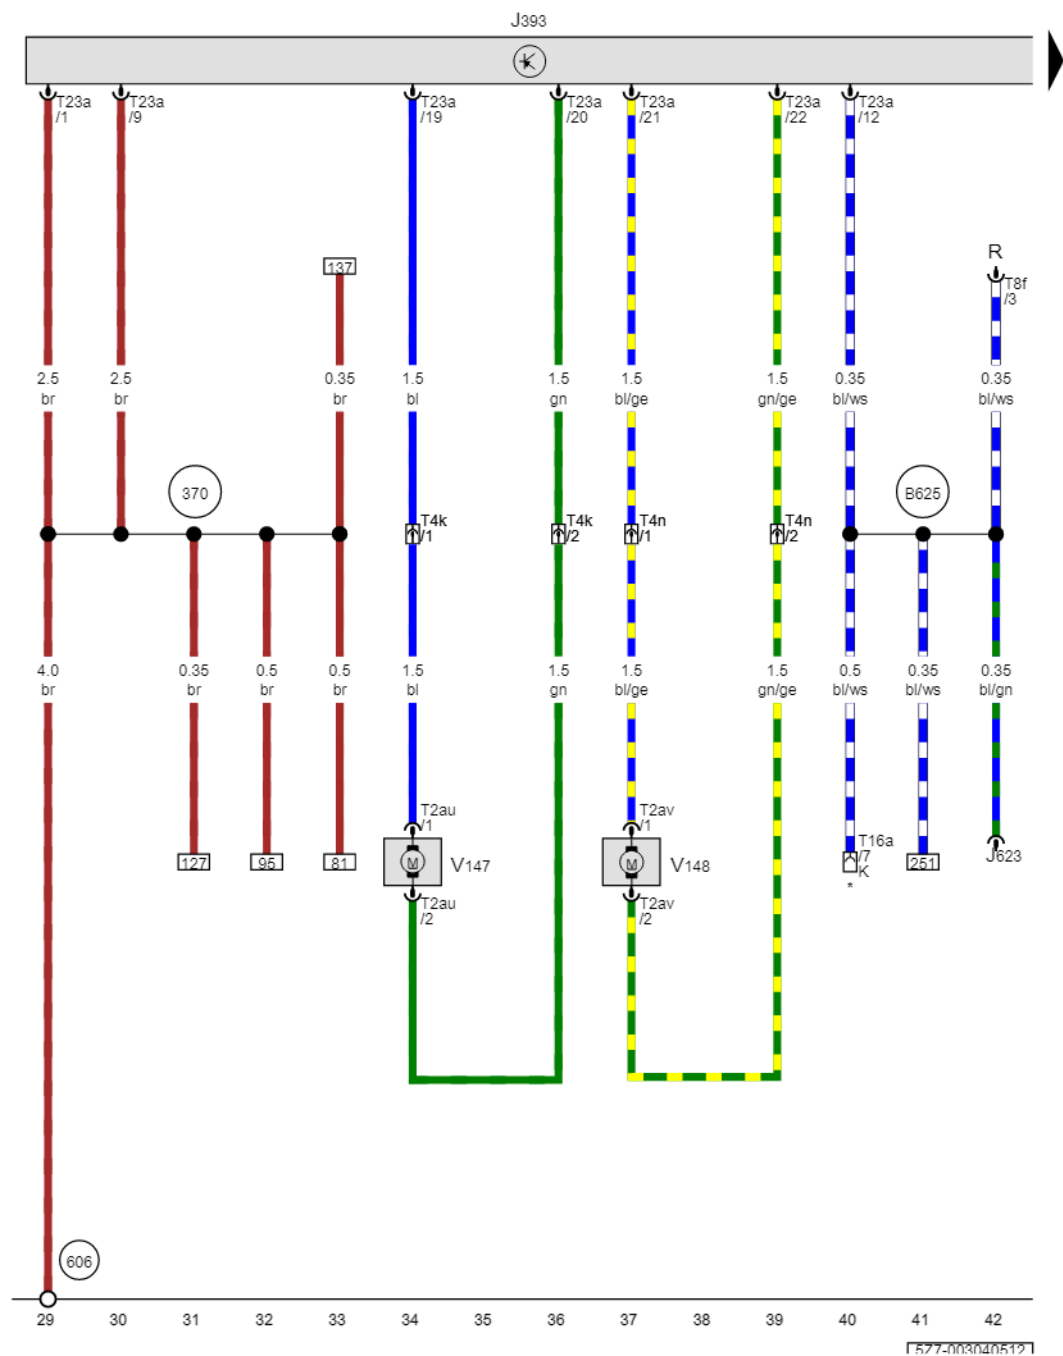 J393
T23a
/1
T23a
/9
T23a
/19
T23a
/20
T23a
/21
T23a
/22
T23a
/12
R
T8f
/3
137
2.5
br
2.5
br
0.35
br
1.5
bl
1.5
gn
1.5
bl/ge
1.5
gn/ge
0.35
bl/ws
0.35
bl/ws
370
B625
T4k
/1
T4k
/2
T4n
/1
T4n
/2
4.0
br
0.35
br
0.5
br
0.5
br
1.5
bl
1.5
gn
1.5
bl/ge
1.5
gn/ge
0.5
bl/ws
0.35
bl/ws
0.35
bl/gn
T2au
/1
T2av
/1
127
95
81
M
V147
M
V148
T16a
/7
K
*
251
J623
T2au
/2
T2av
/2
606
29 30 31 32 33 34 35 36 37 38 39 40 41 42
577-003040512